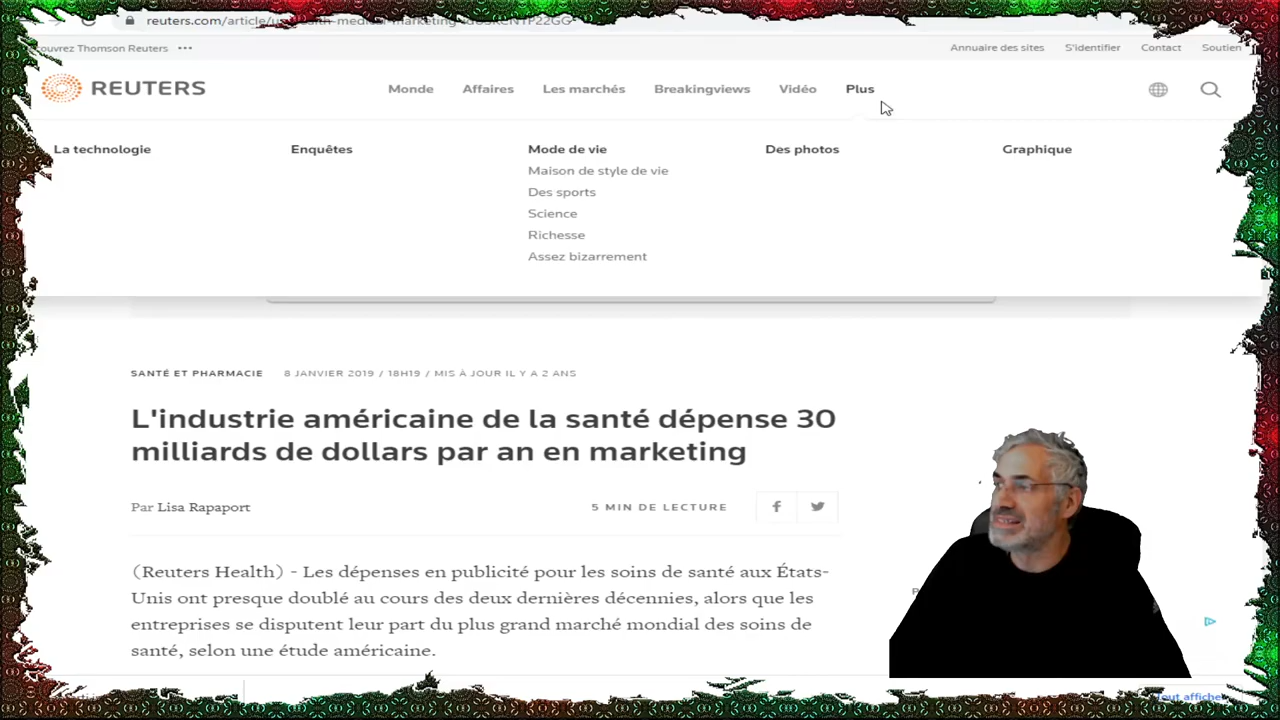 reuters.com/article/us
couvrez Thomson Reuters ···
Annuaire des sites S'identifier Contact Soutien
REUTERS
Monde Affaires Les marchés Breakingviews Vidéo Plus
La technologie Enquêtes Mode de vie Des photos Graphique
Maison de style de vie
Des sports
Science
Richesse
Assez bizarrement
SANTÉ ET PHARMACIE 8 JANVIER 2019 / 18H19 / MIS À JOUR IL Y A 2 ANS
L'industrie américaine de la santé dépense 30
milliards de dollars par an en marketing
Par Lisa Rapaport
5 MIN DE LECTURE
(Reuters Health) - Les dépenses en publicité pour les soins de santé aux États-
Unis ont presque doublé au cours des deux dernières décennies, alors que les
entreprises se disputent leur part du plus grand marché mondial des soins de
santé, selon une étude américaine.